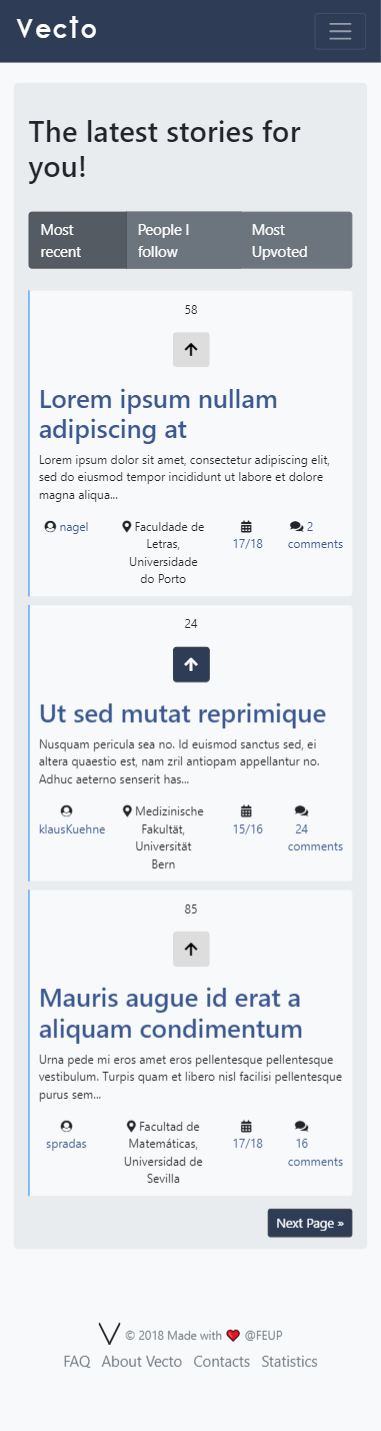 Vecto
The latest stories for
you!
Most
recent
People I
follow
Most
Upvoted
58
Lorem ipsum nullam
adipiscing at
Lorem ipsum dolor sit amet, consectetur adipiscing elit,
sed do eiusmod tempor incididunt ut labore et dolore
magna aliqua...
nagel
Faculdade de
Letras,
Universidade
do Porto
17/18
2
comments
24
Ut sed mutat reprimique
Nusquam pericula sea no. Id euismod sanctus sed, ei
altera quaestio est, nam zril antiopam appellantur no.
Adhuc aeterno senserit has...
klausKuehne
Medizinische
Fakultät,
Universität
Bern
15/16
24
comments
85
Mauris augue id erat a
aliquam condimentum
Urna pede mi eros amet eros pellentesque pellentesque
vestibulum. Turpis quam et libero nisl facilisi pellentesque
purus sem...
spradas
Facultad de
Matemáticas,
Universidad de
Sevilla
17/18
16
comments
Next Page »
© 2018 Made with ❤ @FEUP
FAQ About Vecto Contacts Statistics